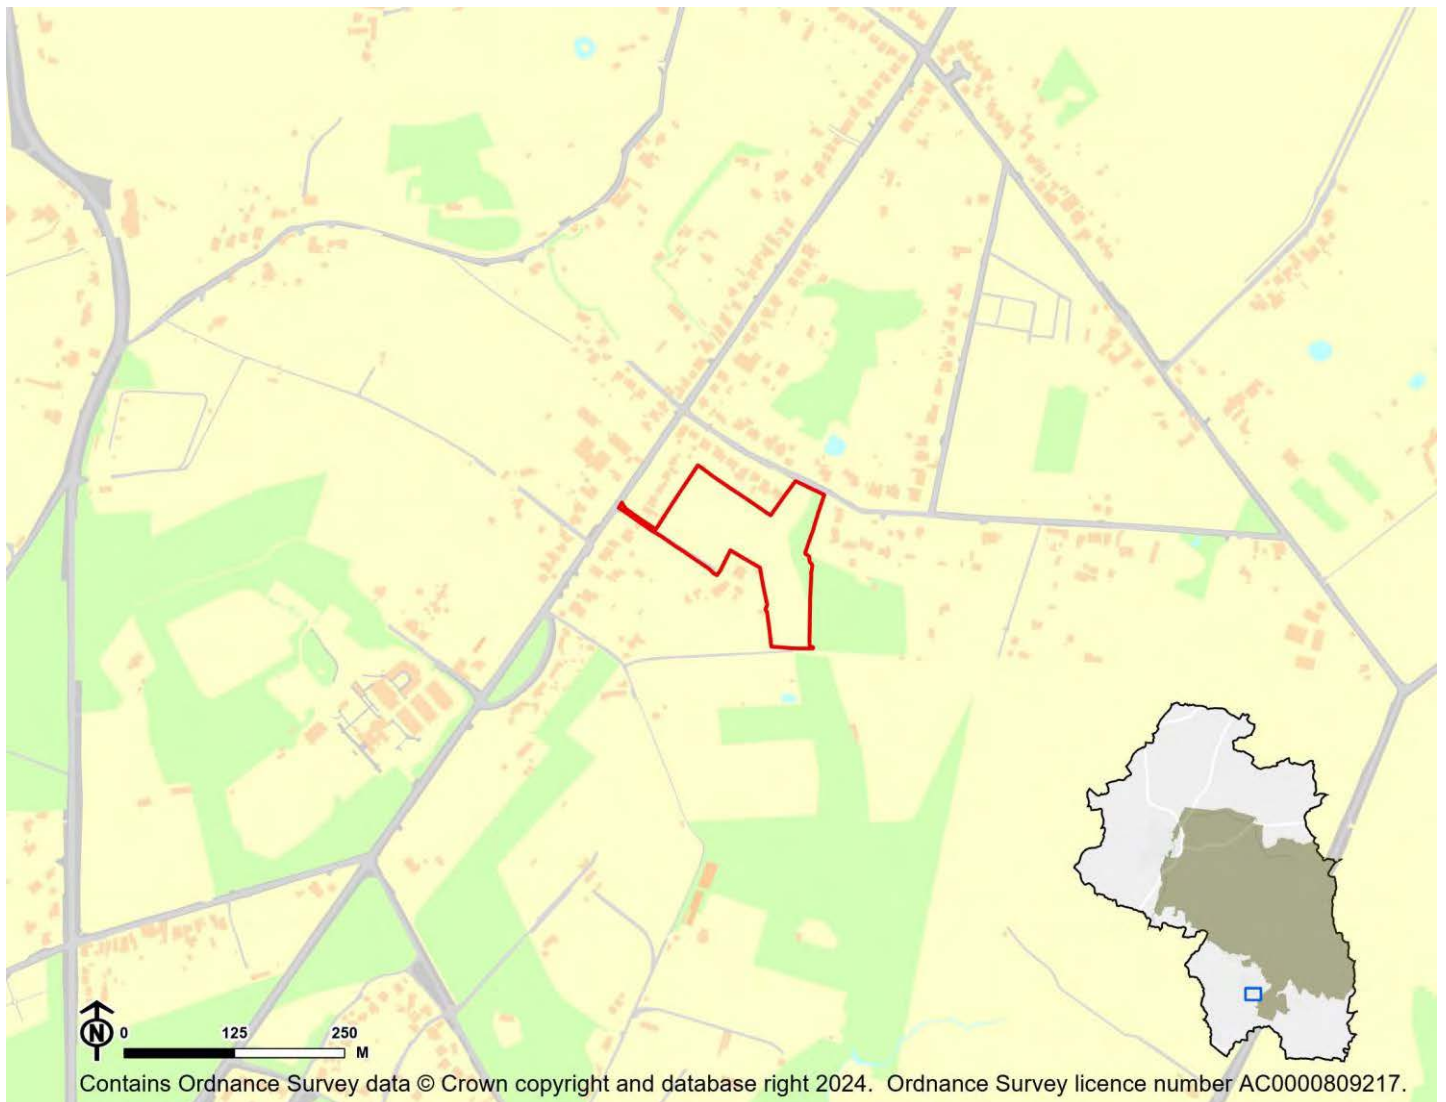 N
0 125 250
M
Contains Ordnance Survey data © Crown copyright and database right 2024. Ordnance Survey licence number AC0000809217.